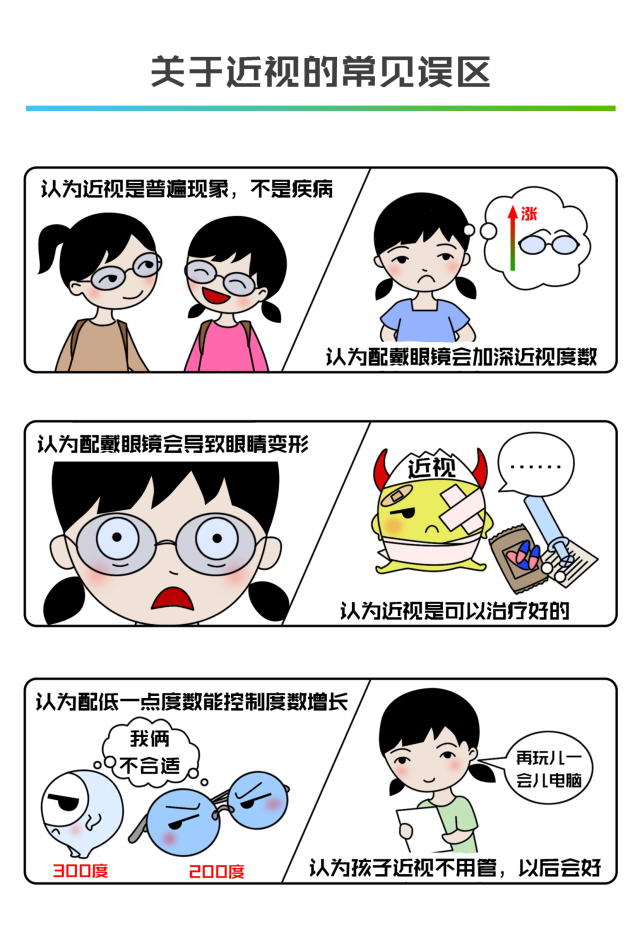 关于近视的常见误区
认为近视是普遍现象，不是疾病
涨
认为配戴眼镜会加深近视度数
认为配戴眼镜会导致眼睛变形
近视
......
认为近视是可以治疗好的
认为配低一点度数能控制度数增长
我俩
不合适
300度
200度
再玩儿一
会儿电脑
认为孩子近视不用管，以后会好